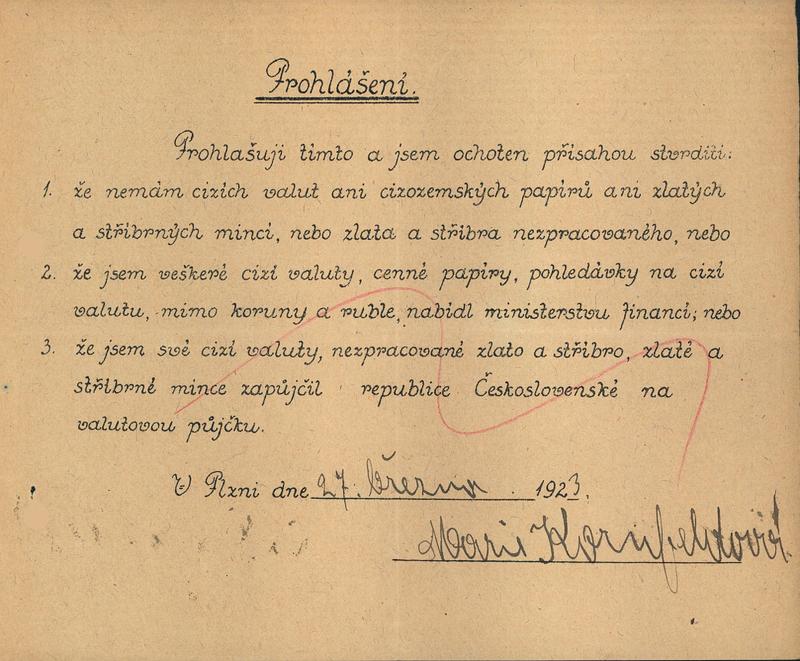 Prohlášení.
Prohlašuji tímto a jsem ochoten přísahou stvrditi:
1. že nemám cizích valut ani cizozemských papírů ani zlatých
a stříbrných mincí, nebo zlata a stříbra nezpracovaného, nebo
2. že jsem veškeré cizí valuty, cenné papíry, pohledávky na cizí
valutu, mimo koruny a ruble, nabídl ministerstvu financí; nebo
3. že jsem své cizí valuty, nezpracované zlato a stříbro, zlaté a
stříbrné mince zapůjčil republice Československé na
valutovou půjčku.
V Plzni dne 27. března 1923.
Marie Kornfeldová